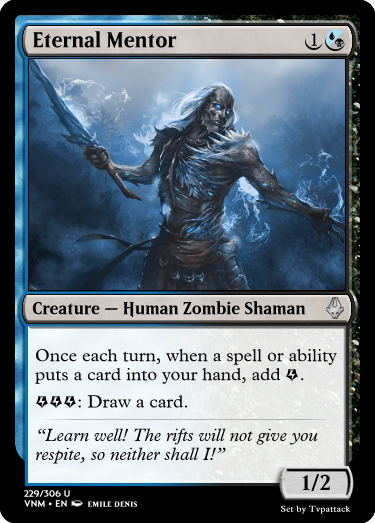 Eternal Mentor 1
Creature — Human Zombie Shaman
Once each turn, when a spell or ability
puts a card into your hand, add .
: Draw a card.
“Learn well! The rifts will not give you
respite, so neither shall I!”
1/2
229/306 U
VNM • EN EMILE DENIS
Set by Tvpattack